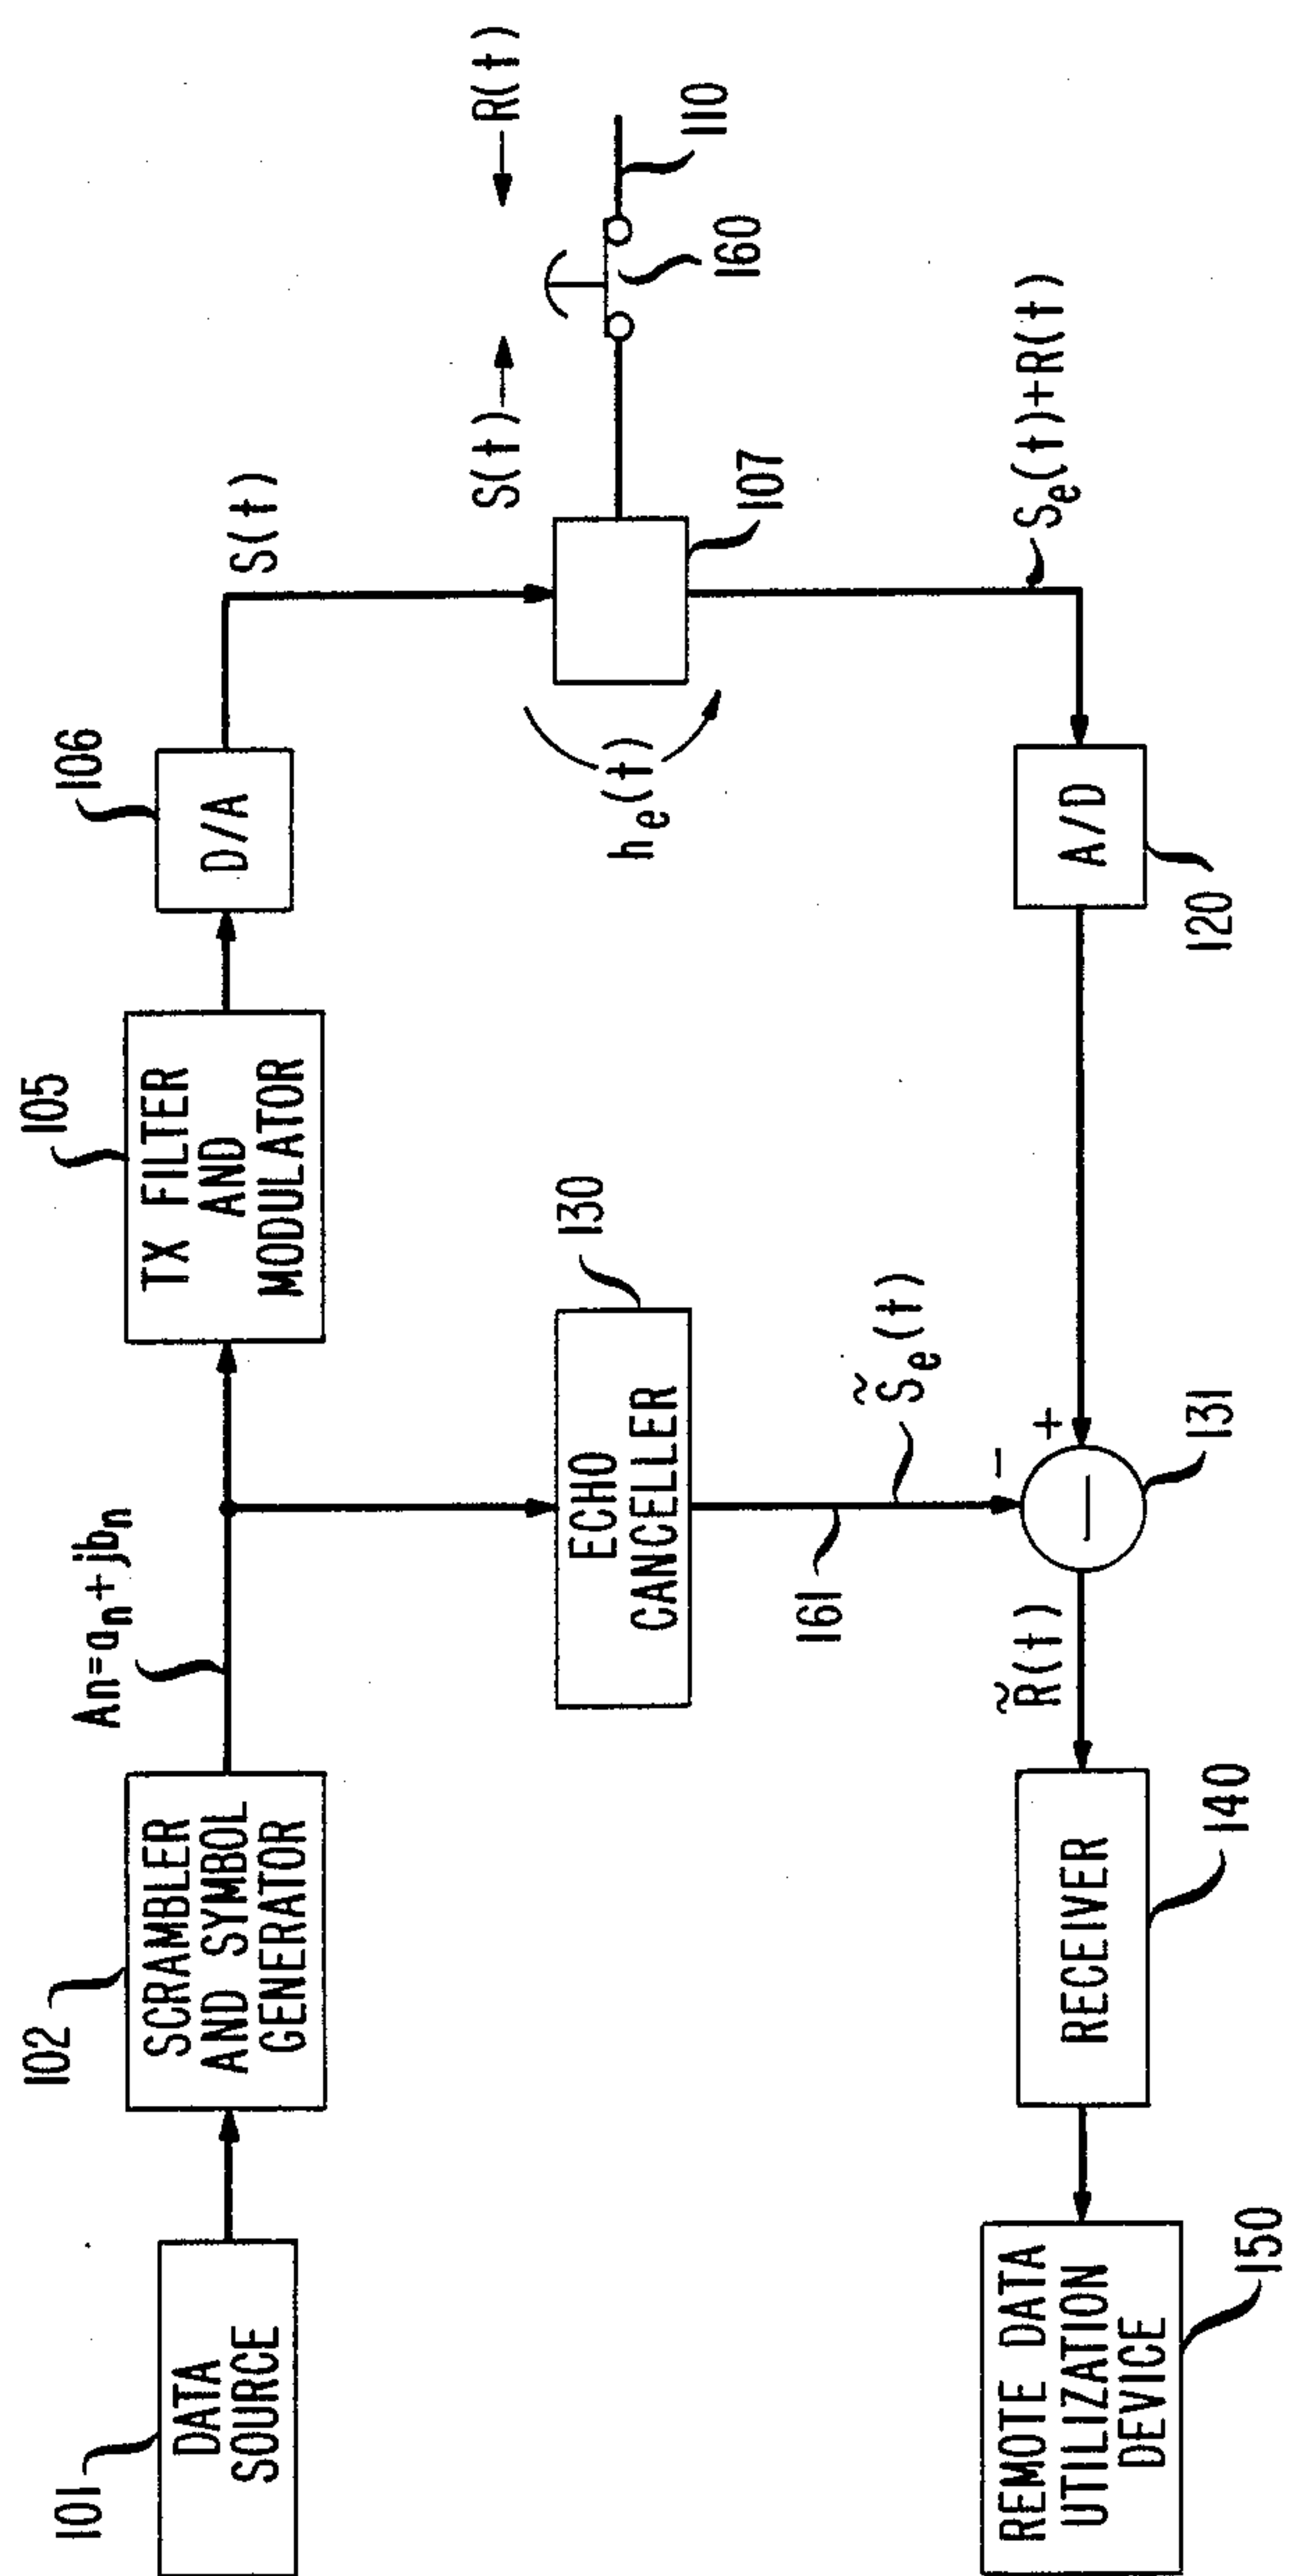 101
DATA
SOURCE
102
SCRAMBLER
AND SYMBOL
GENERATOR
An=aₙ+jbₙ
105
TX FILTER
AND
MODULATOR
106
D/A
S(t)
S(t)
R(t)
160
110
107
hₑ(t)
ECHO
CANCELLER
130
161
S̃ₑ(t)
Sₑ(t)+R(t)
A/D
120
+
-
131
R̃(t)
RECEIVER
140
REMOTE DATA
UTILIZATION
DEVICE
150